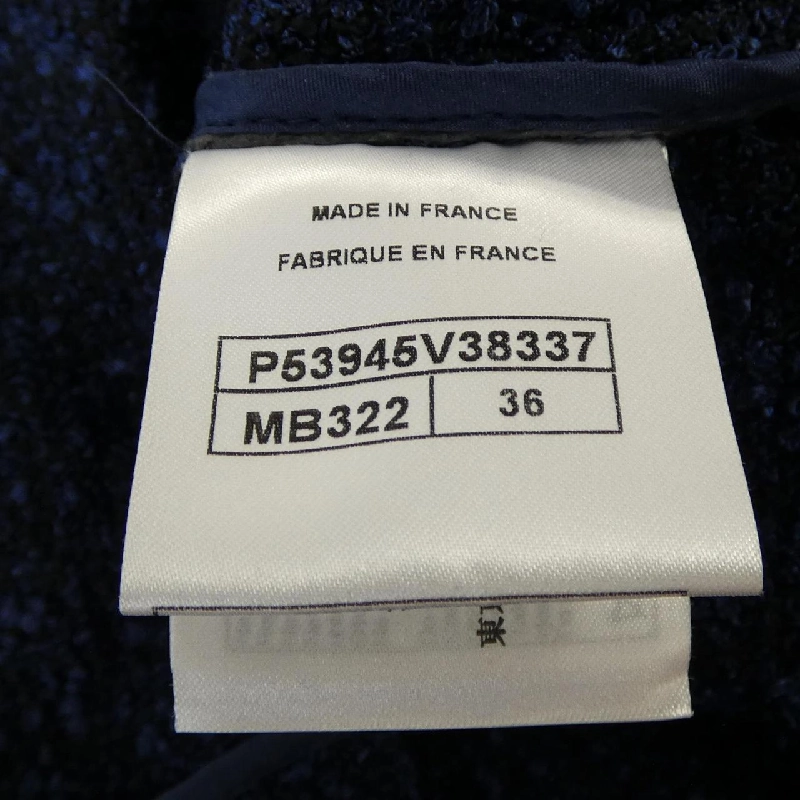 MADE IN FRANCE
FABRIQUE EN FRANCE
P53945V38337
MB322 36